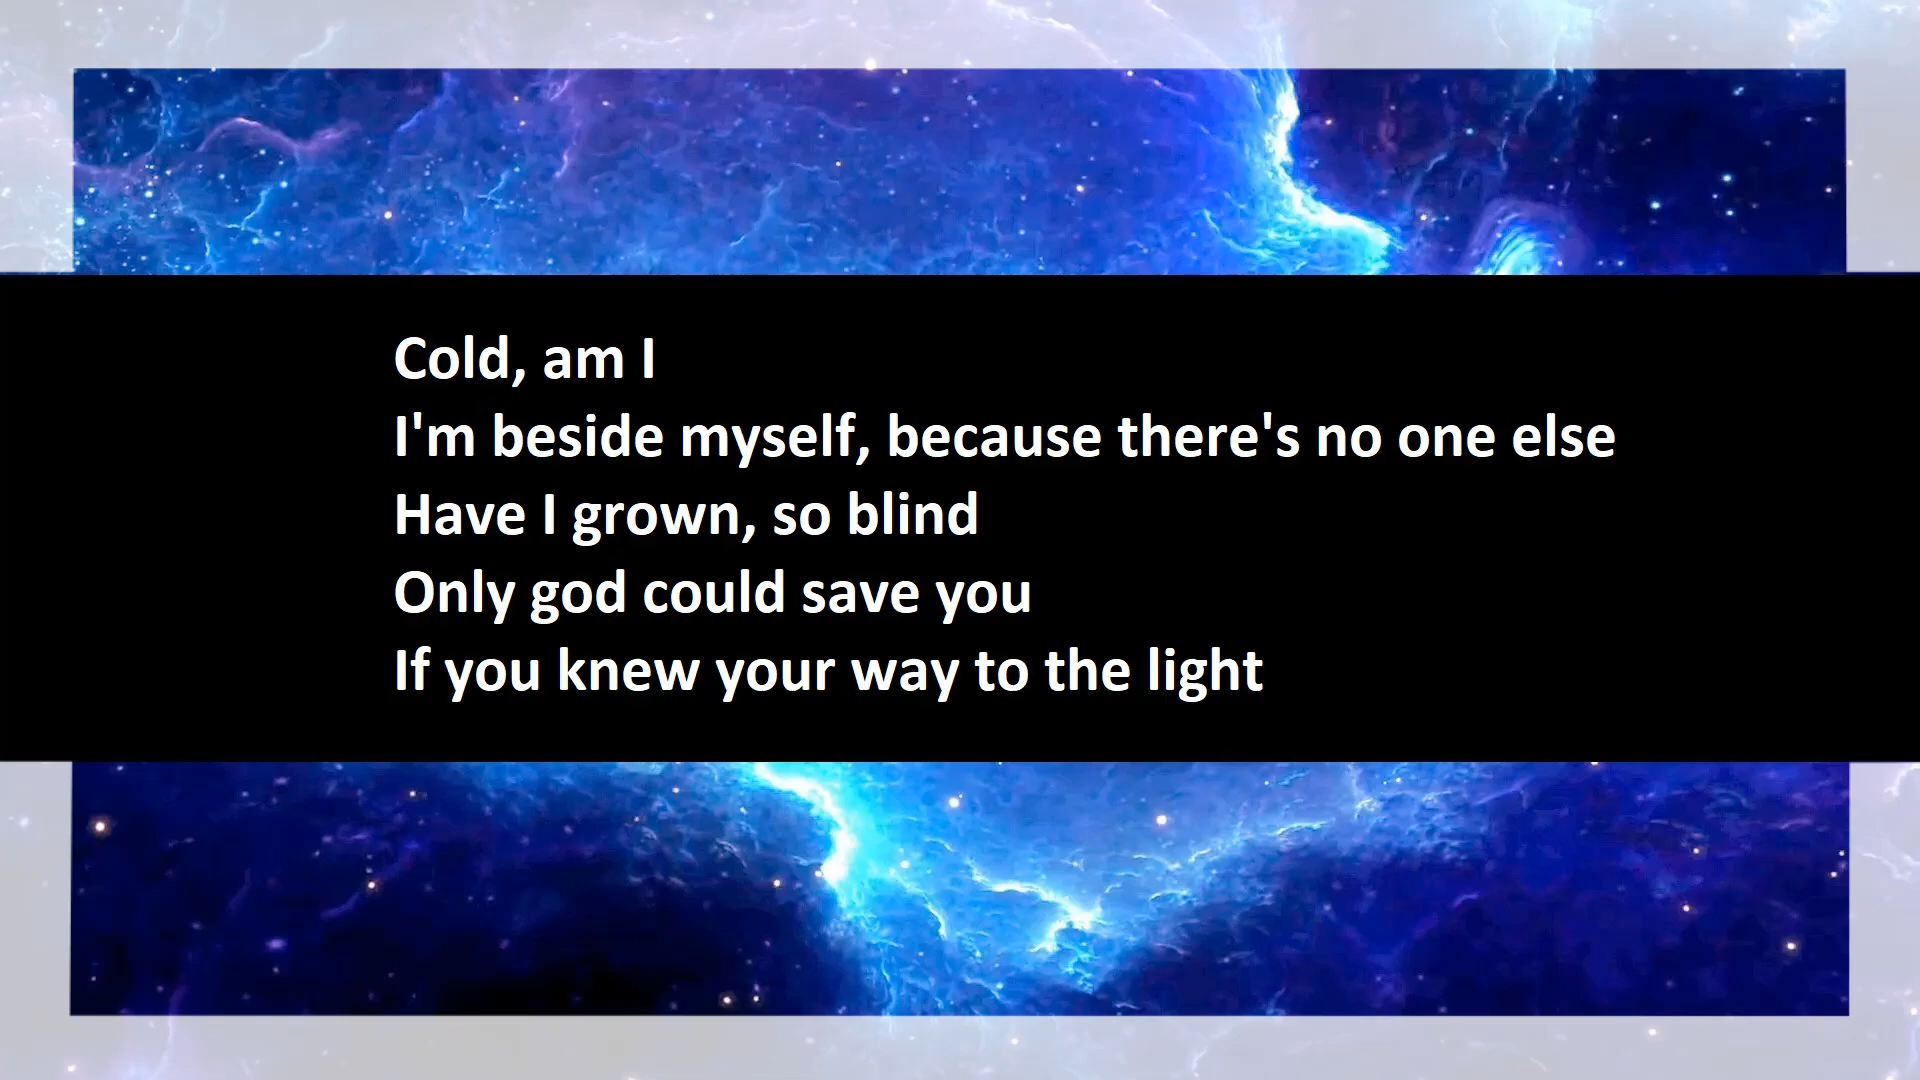 Cold, am I
I'm beside myself, because there's no one else
Have I grown, so blind
Only god could save you
If you knew your way to the light